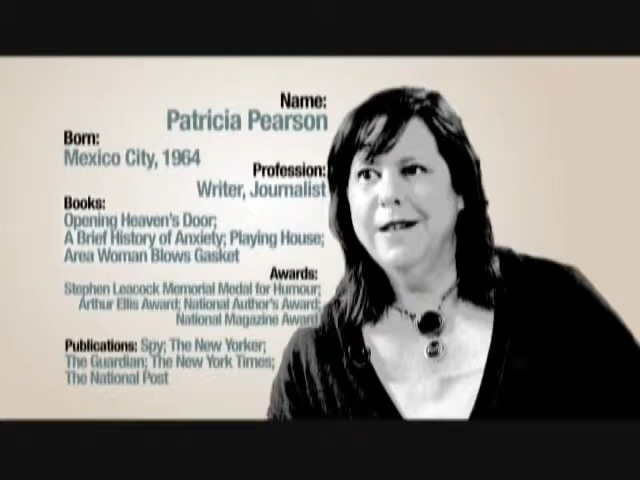 Name:
Patricia Pearson
Born:
Mexico City, 1964
Profession:
Writer, Journalist
Books:
Opening Heaven's Door;
A Brief History of Anxiety; Playing House;
Area Woman Blows Gasket
Awards:
Stephen Leacock Memorial Medal for Humour;
Arthur Ellis Award; National Author's Award;
National Magazine Award
Publications: Spy; The New Yorker;
The Guardian; The New York Times;
The National Post